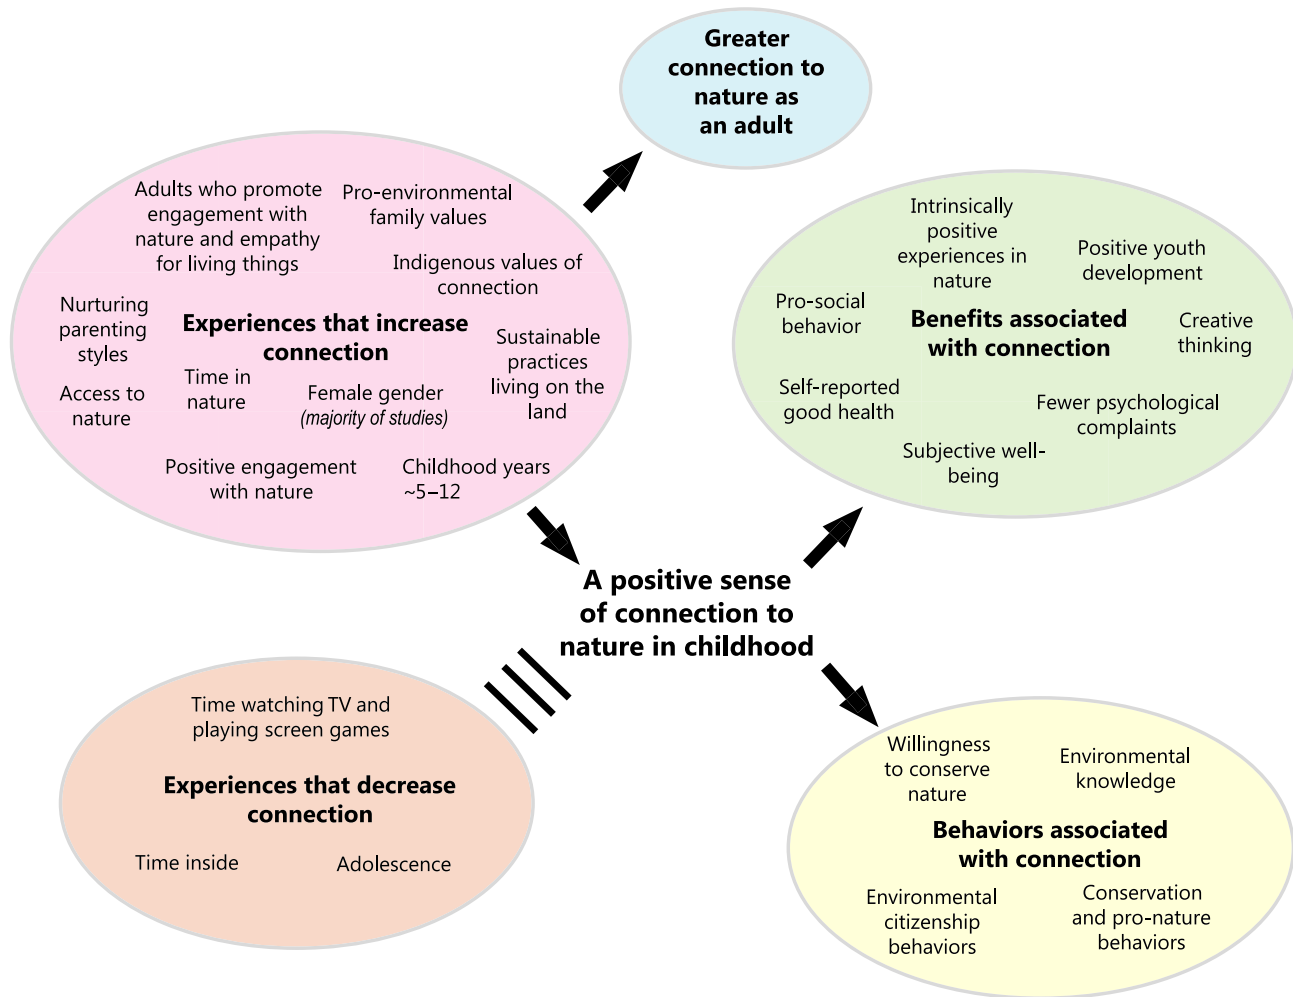 Greater
connection to
nature as
an adult
Adults who promote
engagement with
nature and empathy
for living things
Pro-environmental
family values
Indigenous values of
connection
Nurturing
parenting
styles
Experiences that increase
connection
Sustainable
practices
living on the
land
Access to
nature
Time in
nature
Female gender
(majority of studies)
Positive engagement
with nature
Childhood years
~5–12
Intrinsically
positive
experiences in
nature
Positive youth
development
Pro-social
behavior
Benefits associated
with connection
Creative
thinking
Self-reported
good health
Fewer psychological
complaints
Subjective well-
being
A positive sense
of connection to
nature in childhood
Time watching TV and
playing screen games
Experiences that decrease
connection
Time inside
Adolescence
Willingness
to conserve
nature
Environmental
knowledge
Behaviors associated
with connection
Environmental
citizenship
behaviors
Conservation
and pro-nature
behaviors